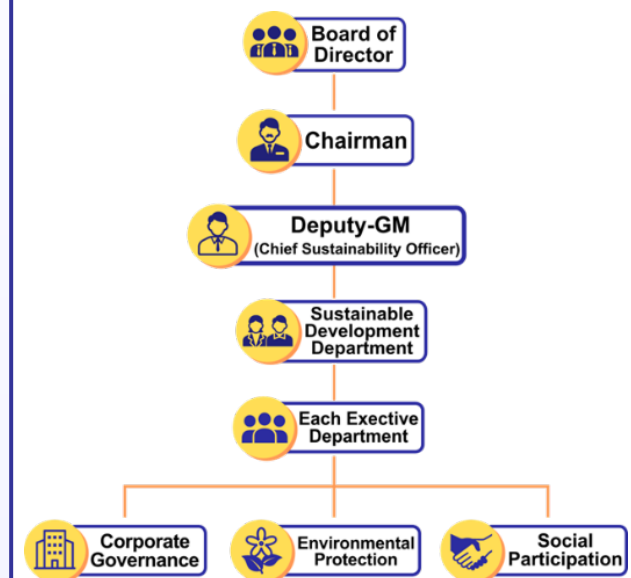 Board of
Director
Chairman
Deputy-GM
(Chief Sustainability Officer)
Sustainable
Development
Department
Each Exective
Department
Corporate
Governance
Environmental
Protection
Social
Participation